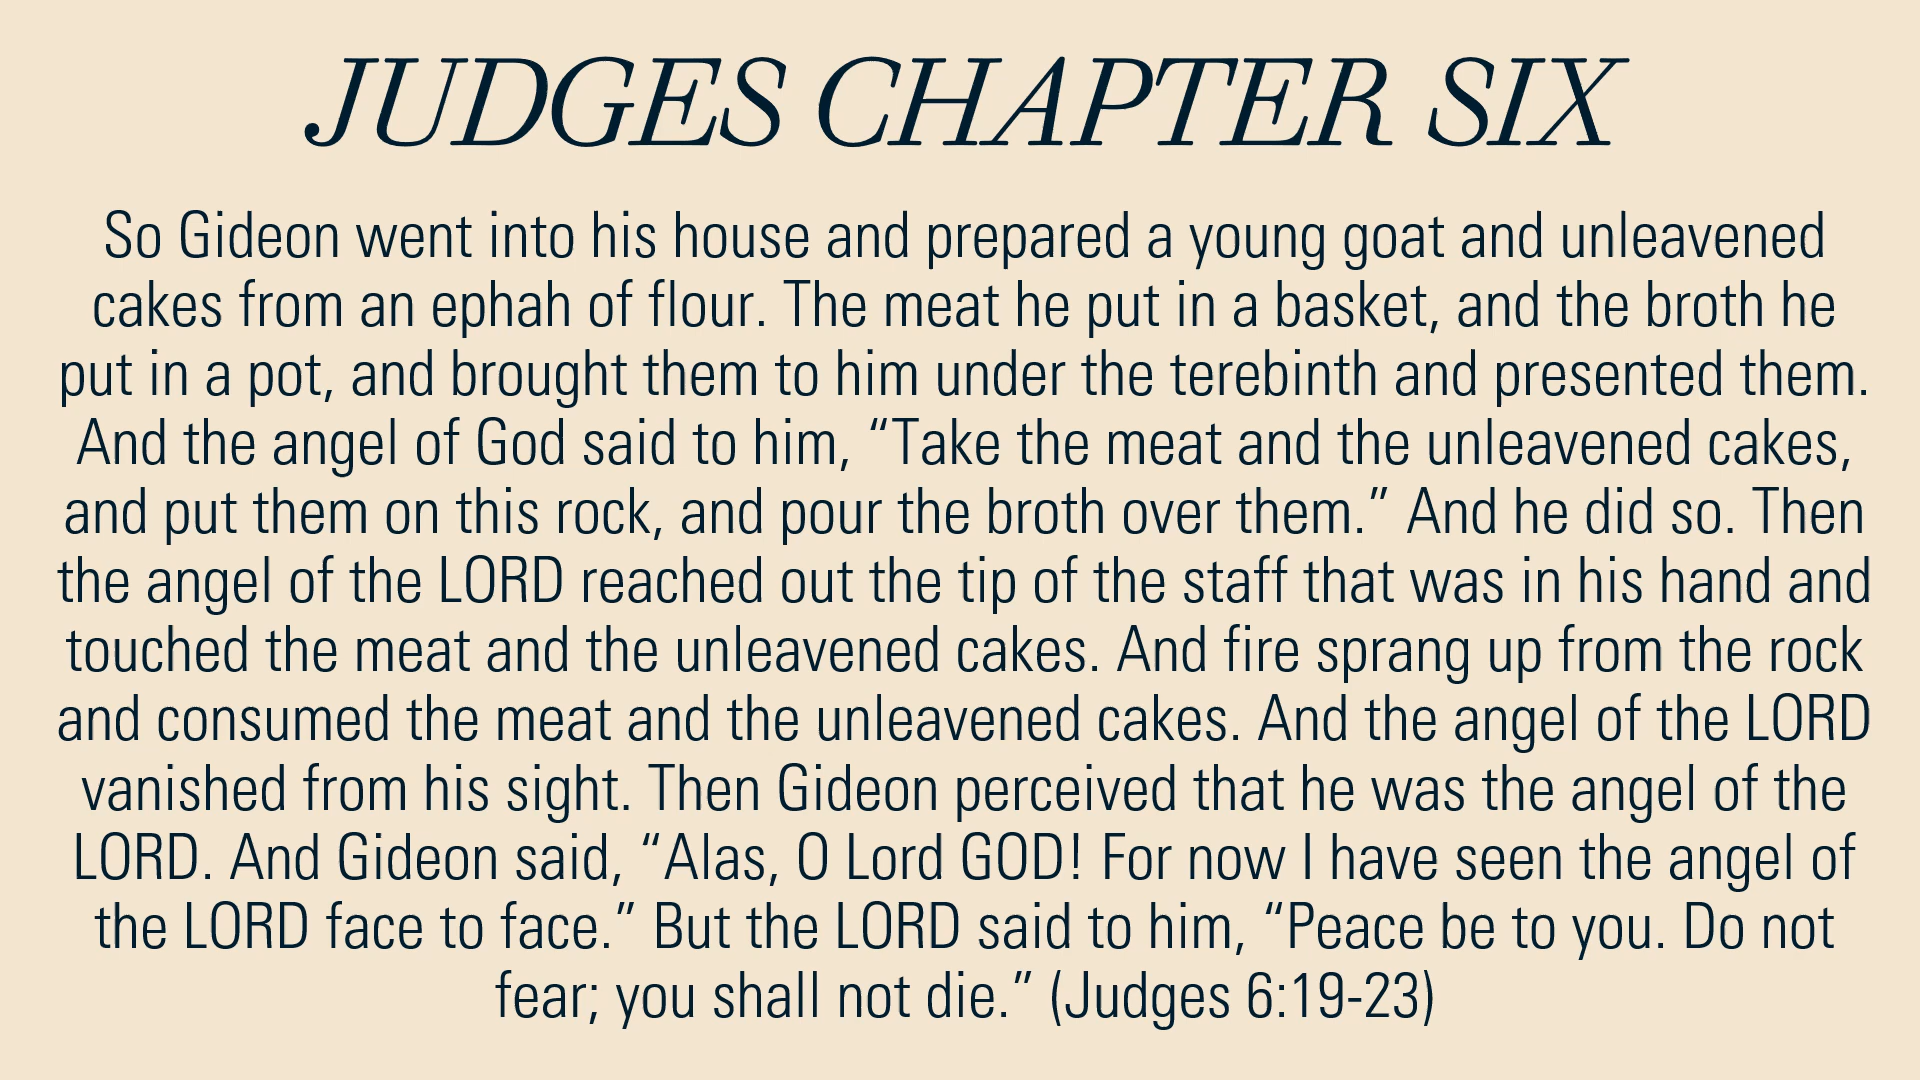 JUDGES CHAPTER SIX
So Gideon went into his house and prepared a young goat and unleavened
cakes from an ephah of flour. The meat he put in a basket, and the broth he
put in a pot, and brought them to him under the terebinth and presented them.
And the angel of God said to him, “Take the meat and the unleavened cakes,
and put them on this rock, and pour the broth over them.” And he did so. Then
the angel of the LORD reached out the tip of the staff that was in his hand and
touched the meat and the unleavened cakes. And fire sprang up from the rock
and consumed the meat and the unleavened cakes. And the angel of the LORD
vanished from his sight. Then Gideon perceived that he was the angel of the
LORD. And Gideon said, “Alas, O Lord GOD! For now I have seen the angel of
the LORD face to face.” But the LORD said to him, “Peace be to you. Do not
fear; you shall not die.” (Judges 6:19-23)